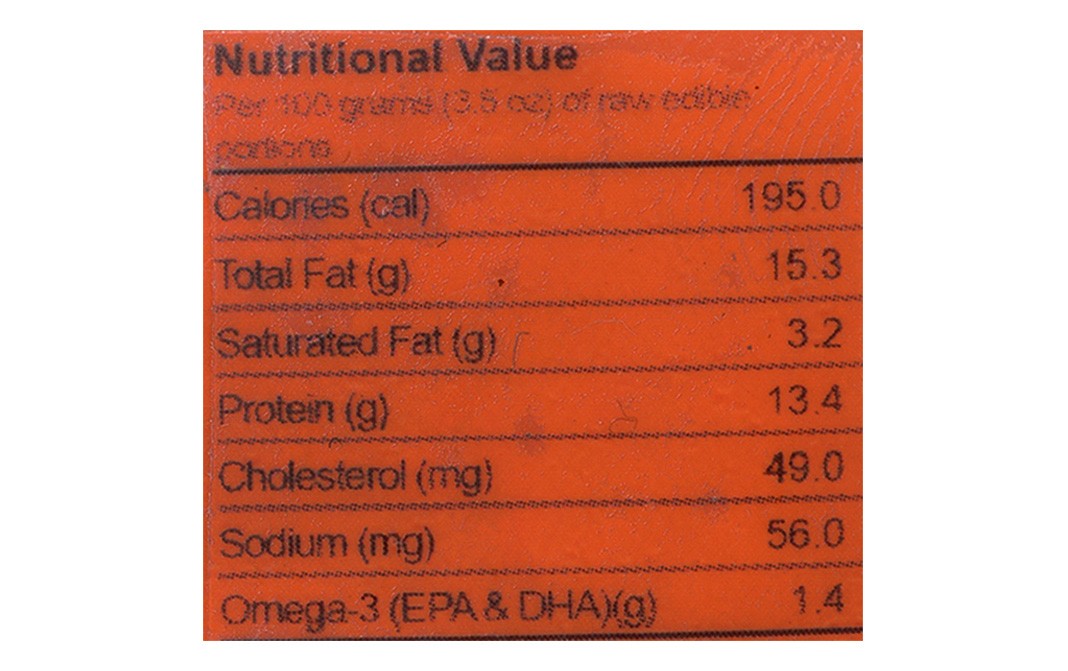 Nutritional Value
Per 100 grams (3.5 oz) of raw edible
portions
Calories (cal) 195.0
Total Fat (g) 15.3
Saturated Fat (g) 3.2
Protein (g) 13.4
Cholesterol (mg) 49.0
Sodium (mg) 56.0
Omega-3 (EPA & DHA)(g) 1.4